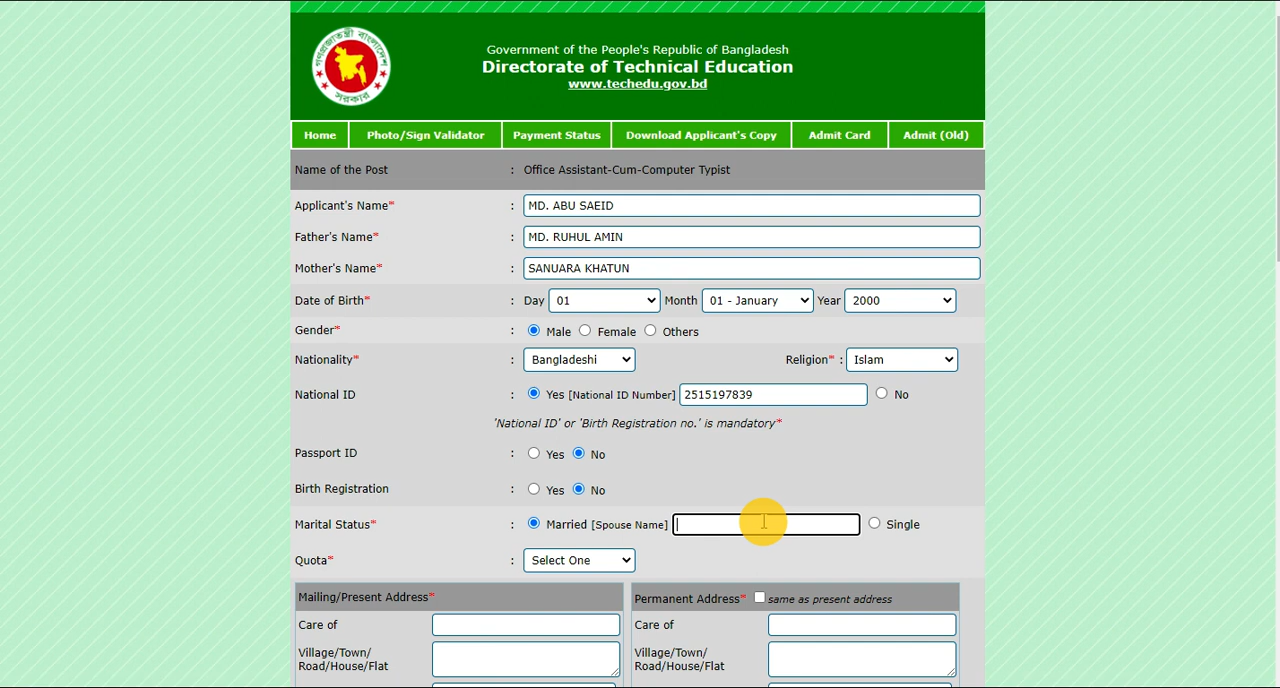 গণপ্রজাতন্ত্রী বাংলাদেশ
সরকার
Government of the People's Republic of Bangladesh
Directorate of Technical Education
www.techedu.gov.bd
Home Photo/Sign Validator Payment Status Download Applicant's Copy Admit Card Admit (Old)
Name of the Post : Office Assistant-Cum-Computer Typist
Applicant's Name* : MD. ABU SAEID
Father's Name* : MD. RUHUL AMIN
Mother's Name* : SANUARA KHATUN
Date of Birth* : Day 01 Month 01 - January Year 2000
Gender* : Male Female Others
Nationality* : Bangladeshi Religion* : Islam
National ID : Yes [National ID Number] 2515197839 No
'National ID' or 'Birth Registration no.' is mandatory*
Passport ID : Yes No
Birth Registration : Yes No
Marital Status* : Married [Spouse Name] Single
Quota* : Select One
Mailing/Present Address* Permanent Address* same as present address
Care of Care of
Village/Town/ Village/Town/
Road/House/Flat Road/House/Flat